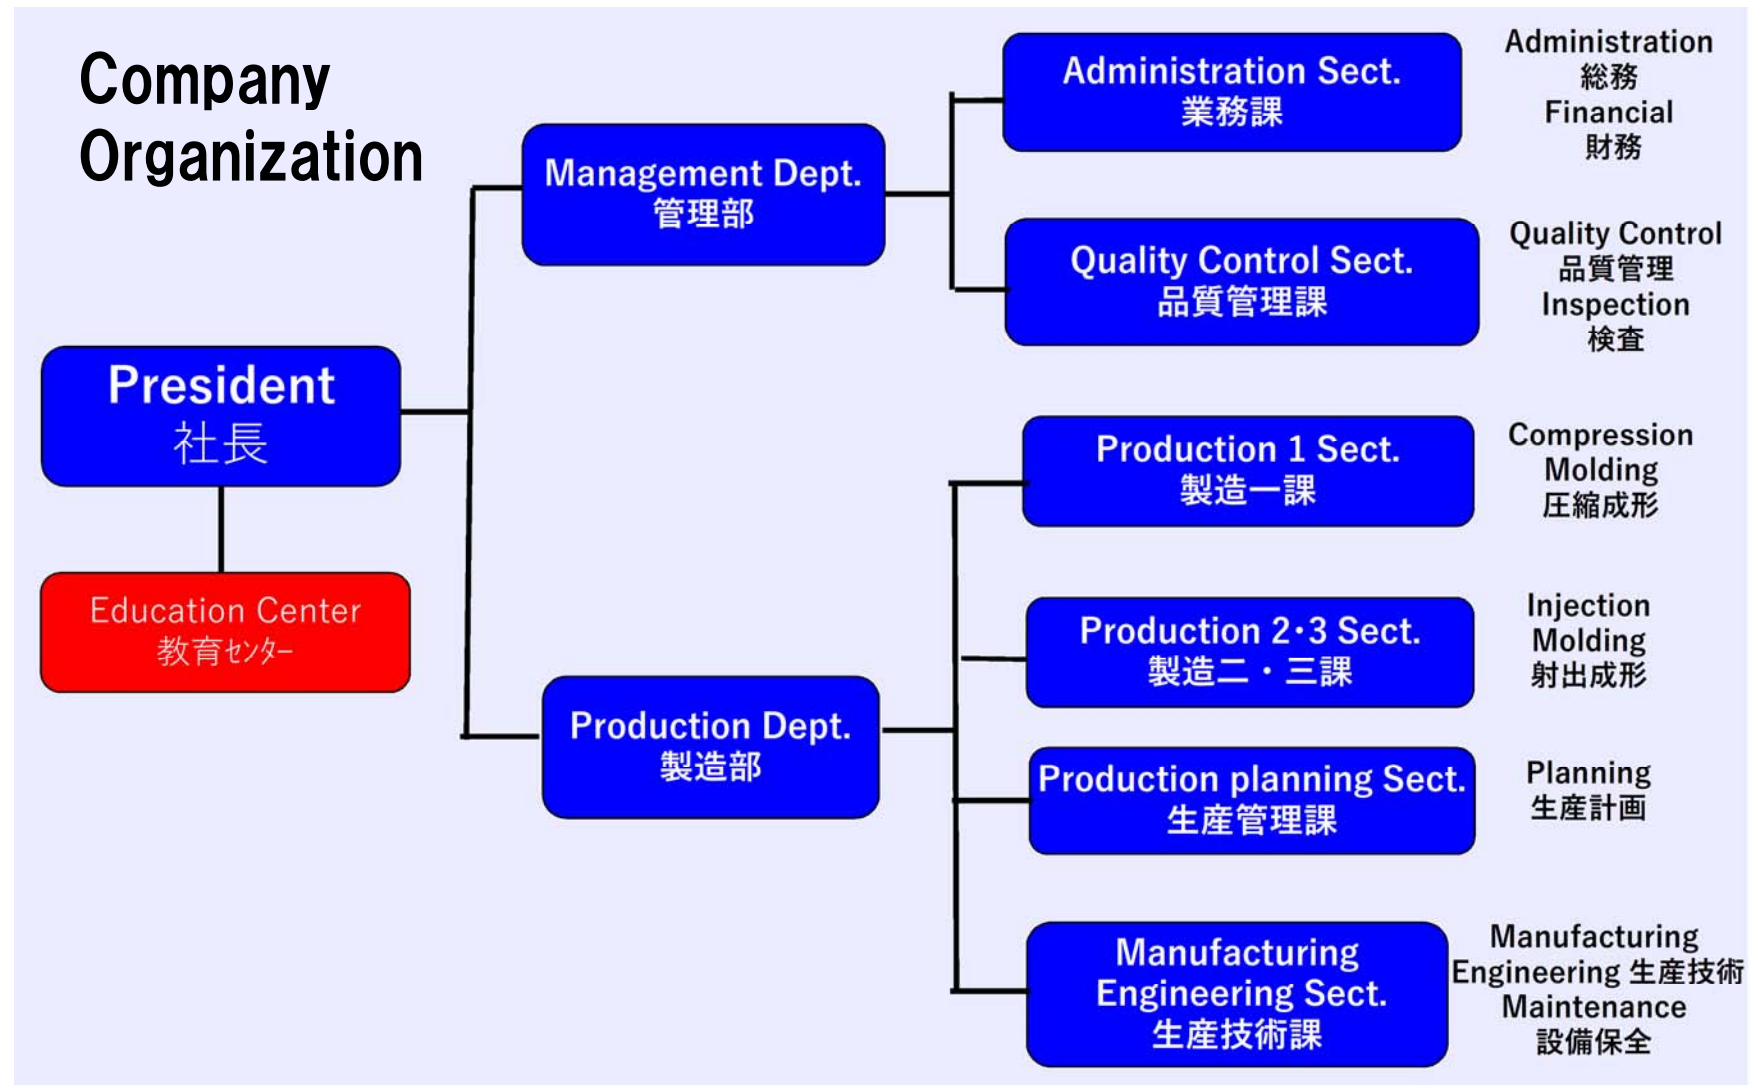 Company
Organization
President
社長
Education Center
教育ｾﾝﾀｰ
Management Dept.
管理部
Administration Sect.
業務課
Administration
総務
Financial
財務
Quality Control Sect.
品質管理課
Quality Control
品質管理
Inspection
検査
Production Dept.
製造部
Production 1 Sect.
製造一課
Compression
Molding
圧縮成形
Production 2･3 Sect.
製造二・三課
Injection
Molding
射出成形
Production planning Sect.
生産管理課
Planning
生産計画
Manufacturing
Engineering Sect.
生産技術課
Manufacturing
Engineering 生産技術
Maintenance
設備保全